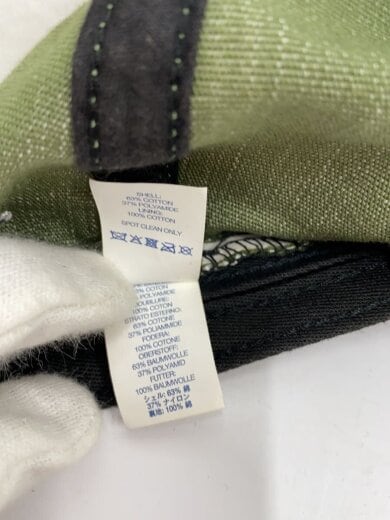 SHELL:
63% COTTON
37% POLYAMIDE
LINING:
100% COTTON
SPOT CLEAN ONLY
63% COTON
POLYAMIDE
DOUBLURE:
100% COTON
STRATO ESTERNO:
63% COTONE
37% POLIAMMIDE
FODERA:
100% COTONE
OBERSTOFF:
63% BAUMWOLLE
37% POLYAMID
FUTTER:
100% BAUMWOLLE
シェル: 63% 綿
37% ナイロン
裏地: 100% 綿